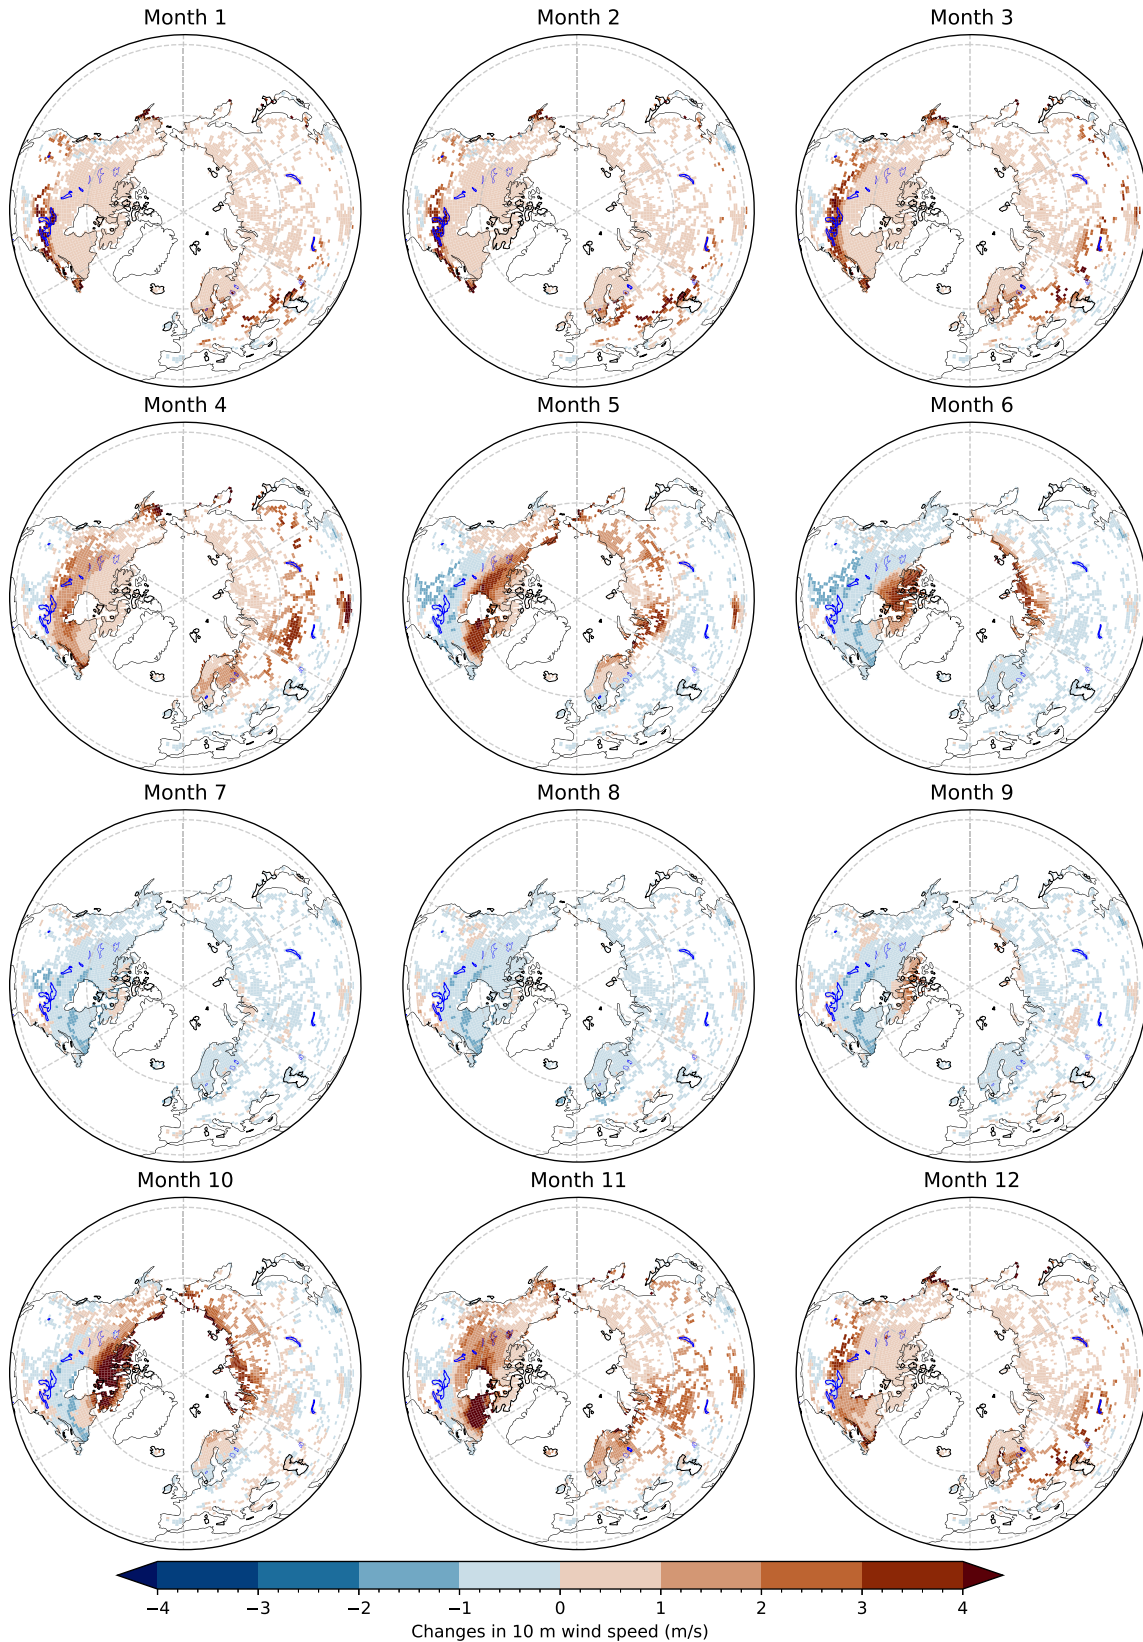 Month 1
Month 2
Month 3
Month 4
Month 5
Month 6
Month 7
Month 8
Month 9
Month 10
Month 11
Month 12
−4 −3 −2 −1 0 1 2 3 4
Changes in 10 m wind speed (m/s)